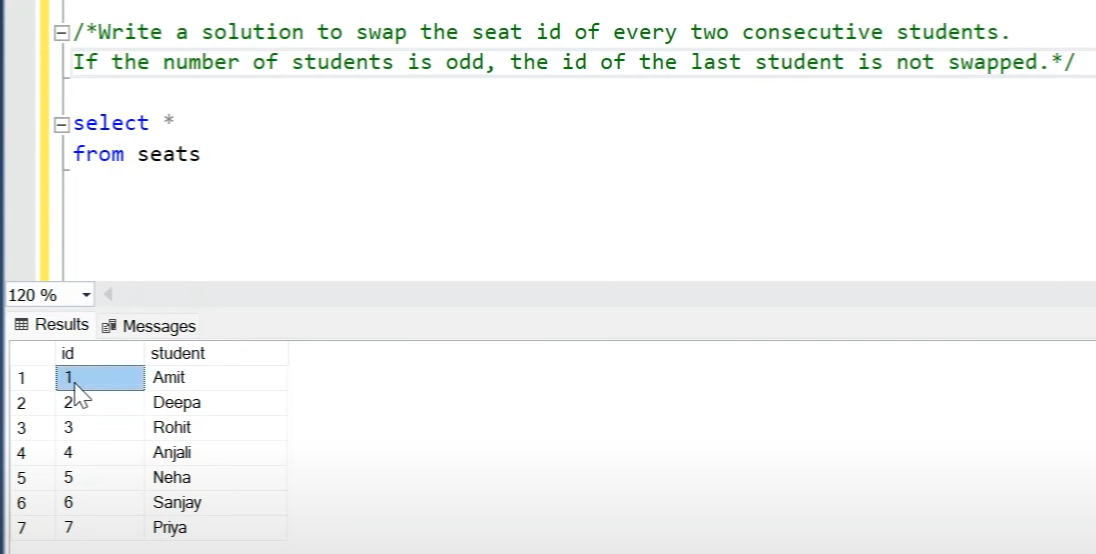 /*Write a solution to swap the seat id of every two consecutive students.
If the number of students is odd, the id of the last student is not swapped.*/
select *
from seats
120 %
Results Messages
id student
1 1 Amit
2 2 Deepa
3 3 Rohit
4 4 Anjali
5 5 Neha
6 6 Sanjay
7 7 Priya